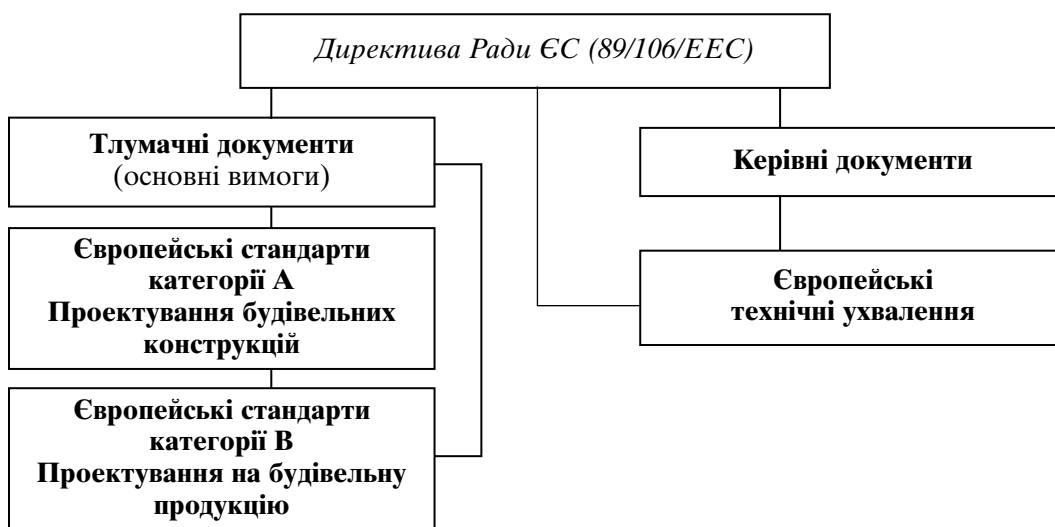 Директива Ради ЄС (89/106/ЕЕС)
Тлумачні документи
(основні вимоги)
Європейські стандарти
категорії А
Проектування будівельних
конструкцій
Європейські стандарти
категорії В
Проектування на будівельну
продукцію
Керівні документи
Європейські
технічні ухвалення